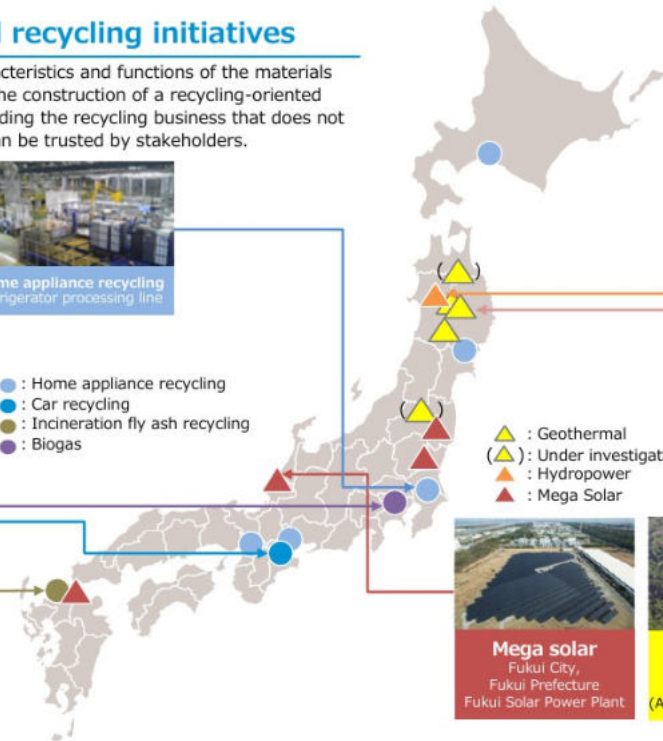 recycling initiatives
cteristics and functions of the materials
he construction of a recycling-oriented
ding the recycling business that does not
an be trusted by stakeholders.
me appliance recycling
rigerator processing line
: Home appliance recycling
: Car recycling
: Incineration fly ash recycling
: Biogas
: Geothermal
( ) : Under investigat
: Hydropower
: Mega Solar
Mega solar
Fukui City,
Fukui Prefecture
Fukui Solar Power Plant
(A